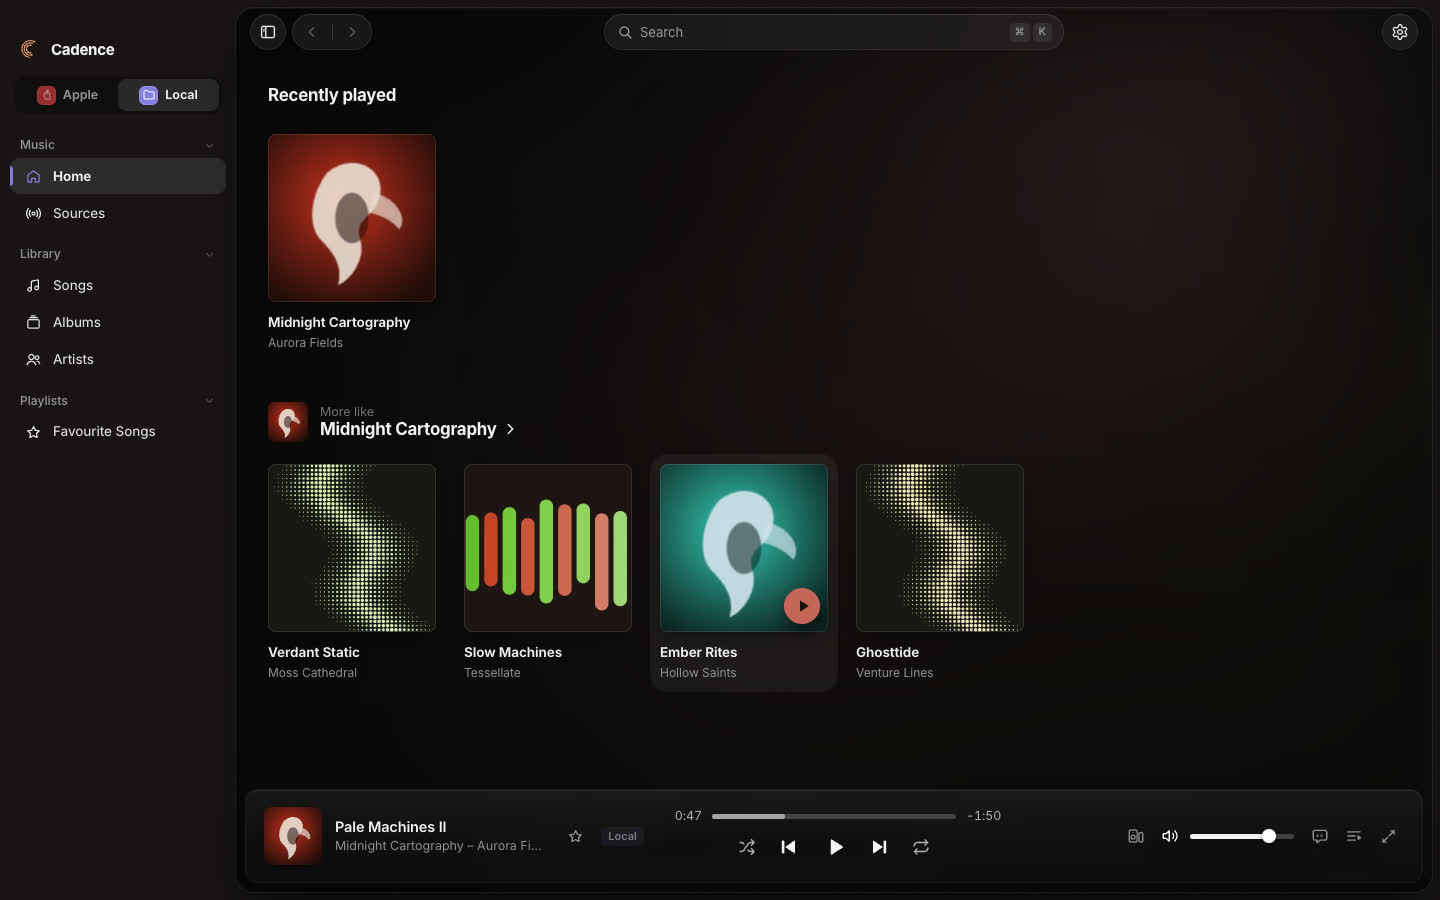 Cadence
Apple
Local
Music
Home
Sources
Library
Songs
Albums
Artists
Playlists
Favourite Songs
Search
⌘ K
Recently played
Midnight Cartography
Aurora Fields
More like
Midnight Cartography
Verdant Static
Moss Cathedral
Slow Machines
Tessellate
Ember Rites
Hollow Saints
Ghosttide
Venture Lines
Pale Machines II
Midnight Cartography – Aurora Fi...
Local
0:47
-1:50